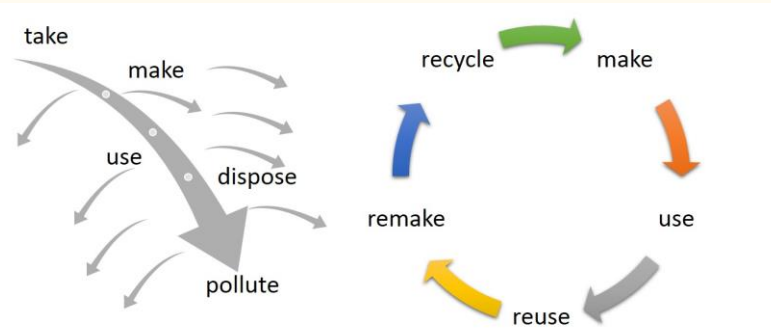 take
make
use
dispose
pollute
recycle
make
use
reuse
remake